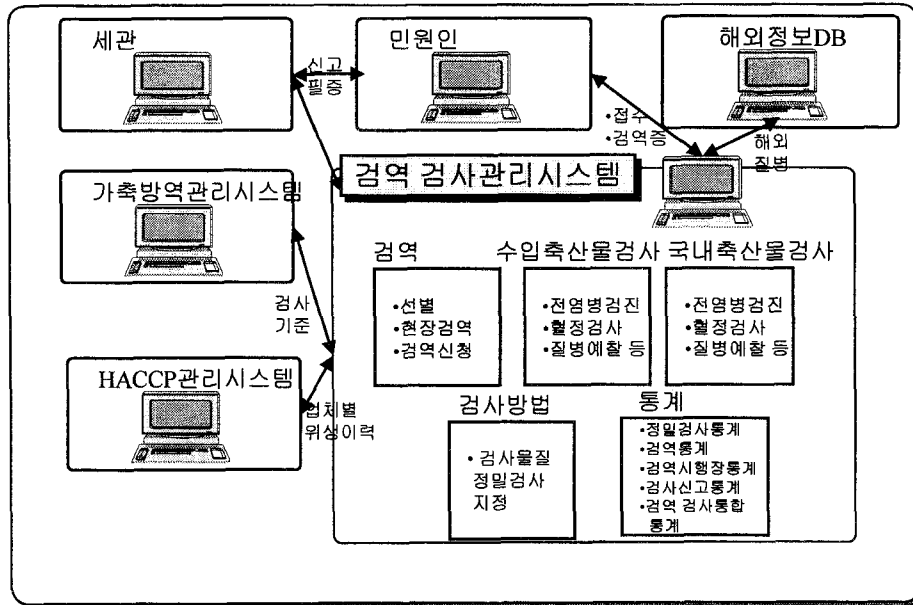 세관
민원인
해외정보DB
신고
필증
•접수
•검역증
해외
질병
검역 검사관리시스템
가축방역관리시스템
검사
기준
HACCP관리시스템
업체별
위생이력
검역
•선별
•현장검역
•검역신청
수입축산물검사
•전염병검진
•혈정검사
•질병예찰 등
국내축산물검사
•전염병검진
•혈정검사
•질병예찰 등
검사방법
• 검사물질
정밀검사
지정
통계
•정밀검사통계
•검역통계
•검역시행장통계
•검사신고통계
•검역 검사통합
통계